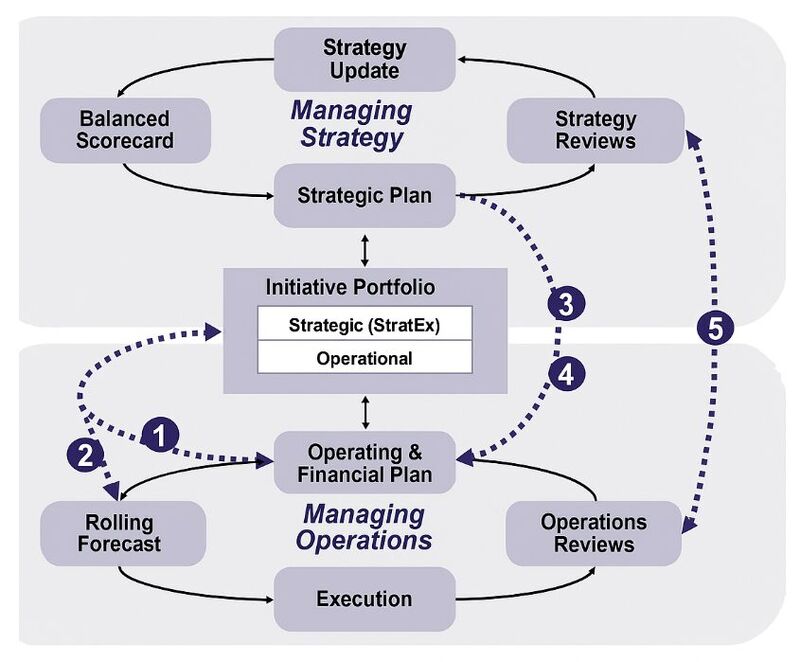 Strategy
Update
Balanced
Scorecard
Managing
Strategy
Strategy
Reviews
Strategic Plan
Initiative Portfolio
Strategic (StratEx)
Operational
3
5
4
1
2
Operating &
Financial Plan
Rolling
Forecast
Managing
Operations
Operations
Reviews
Execution